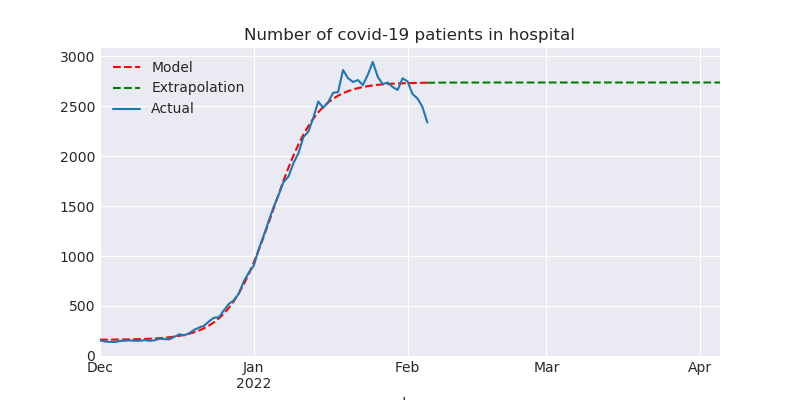 Number of covid-19 patients in hospital
3000
2500
2000
1500
1000
500
0
Model
Extrapolation
Actual
Dec
Jan
2022
Feb
Mar
Apr